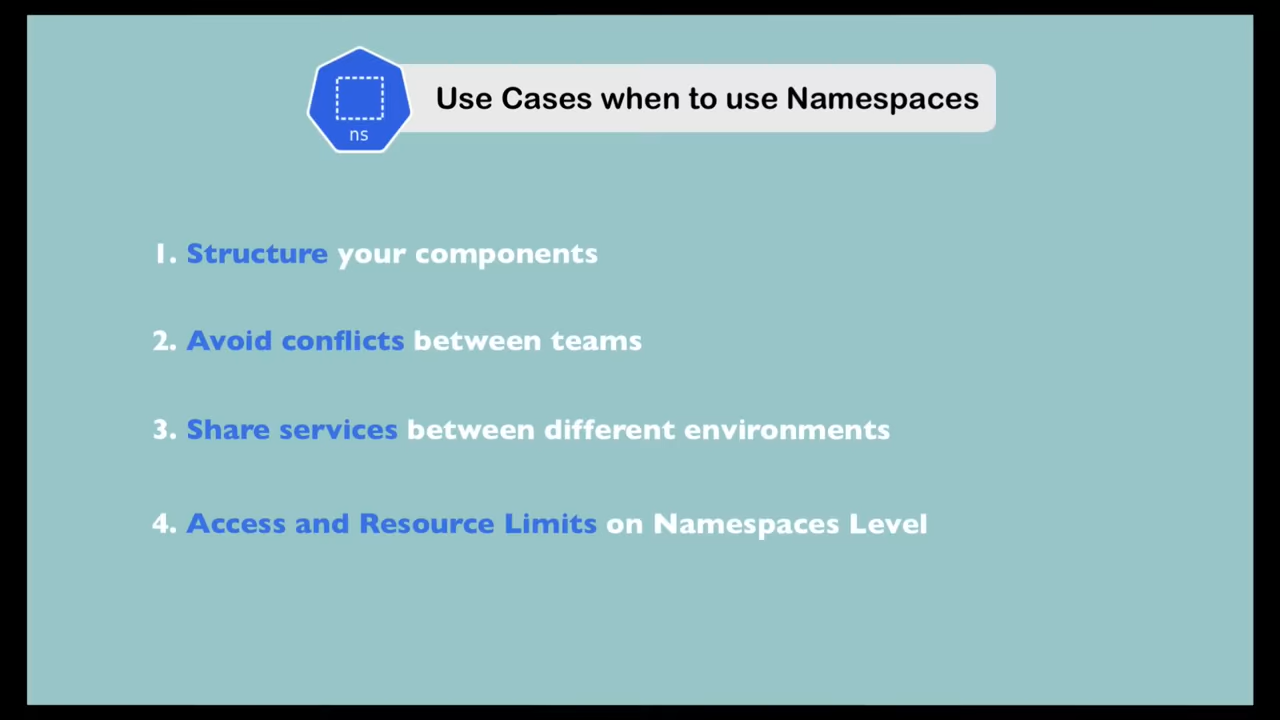 ns
Use Cases when to use Namespaces
1. Structure your components
2. Avoid conflicts between teams
3. Share services between different environments
4. Access and Resource Limits on Namespaces Level